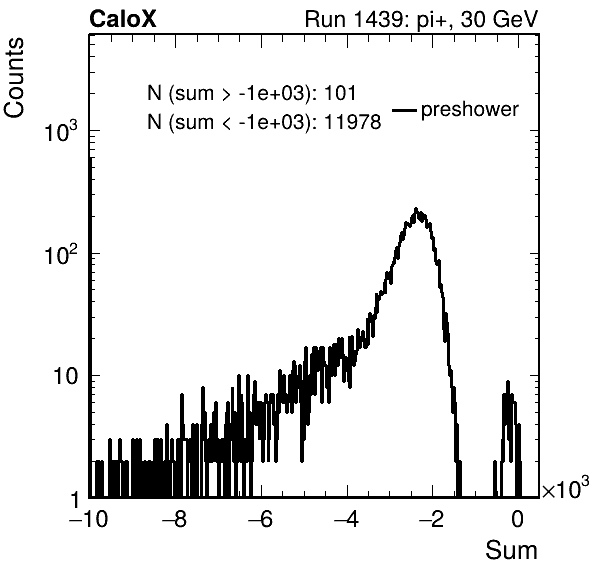 CaloX Run 1439: pi+, 30 GeV
Counts
N (sum > -1e+03): 101
N (sum < -1e+03): 11978
preshower
10³
10²
10
1
−10 −8 −6 −4 −2 0 ×10³
Sum